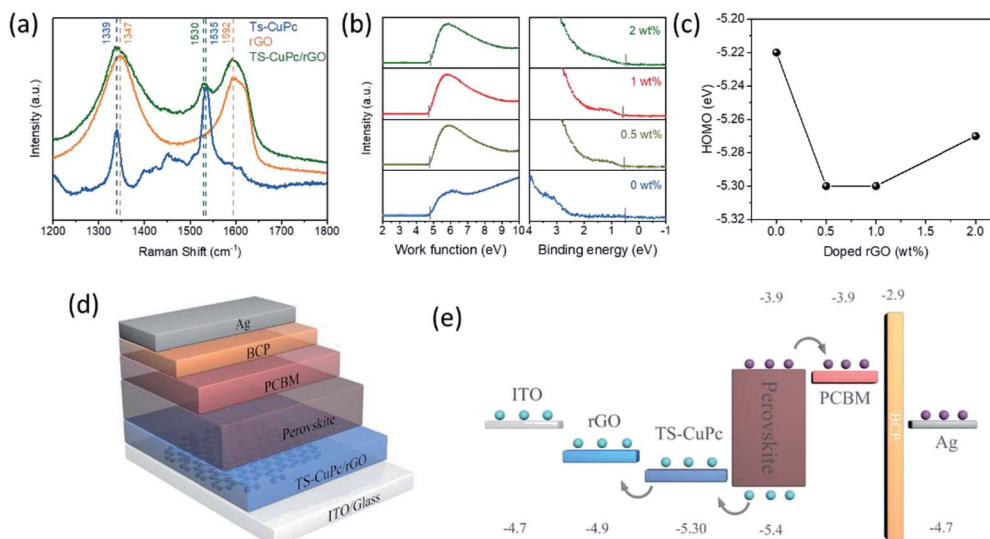 (a)
1339
1347
1530
1535
1592
Ts-CuPc
rGO
TS-CuPc/rGO
Intensity (a.u.)
1200 1300 1400 1500 1600 1700 1800
Raman Shift (cm-1)
(b)
2 wt%
1 wt%
0.5 wt%
0 wt%
Intensity (a.u.)
2 3 4 5 6 7 8 9 10
4 3 2 1 0 -1
Work function (eV)
Binding energy (eV)
(c)
-5.20
-5.22
-5.24
-5.26
-5.28
-5.30
-5.32
HOMO (eV)
0.0 0.5 1.0 1.5 2.0
Doped rGO (wt%)
(d)
Ag
BCP
PCBM
Perovskite
TS-CuPc/rGO
ITO/Glass
(e)
-3.9 -3.9 -2.9
ITO
rGO
TS-CuPc
Perovskite
PCBM
BCP
Ag
-4.7 -4.9 -5.30 -5.4 -4.7